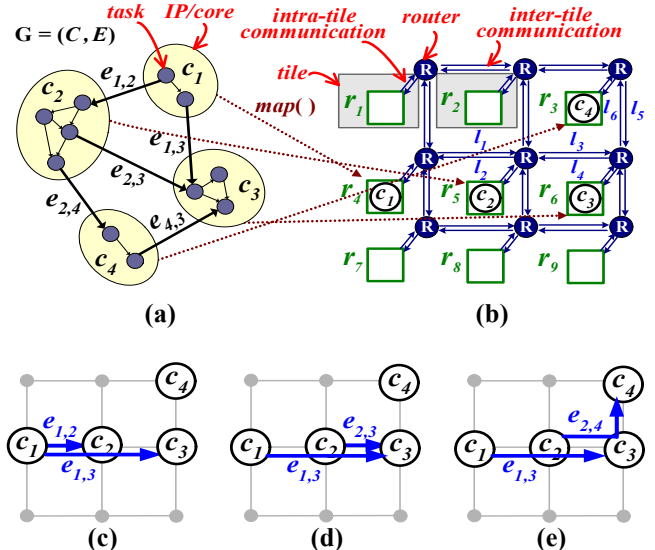 task IP/core
G = (C, E)
c1
e1,2
c2
e1,3
e2,3
c3
e2,4
e4,3
c4
map( )
(a)
intra-tile communication
router
inter-tile communication
tile
R R R
r1 r2 r3
c4
l6 l5
l1 l3
R R R
l2 l4
r4 c1 r5 c2 r6 c3
R R R
r7 r8 r9
(b)
c4 c4 c4
e1,2 e2,3 e2,4
c1 c2 c3 c1 c2 c3 c1 c2 c3
e1,3 e1,3 e1,3
(c) (d) (e)